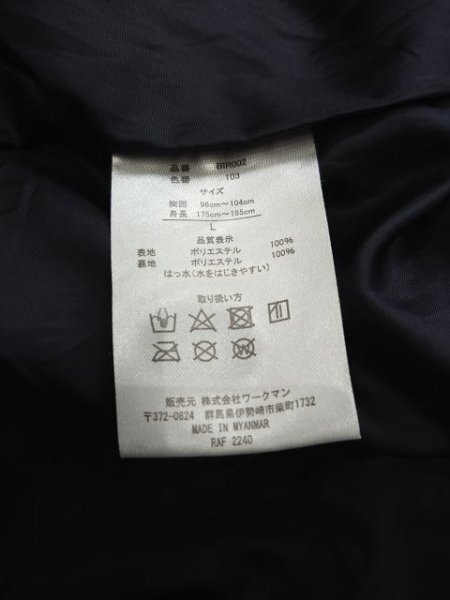 品番 BIR002
色番 103
サイズ
胸囲 96cm～104cm
身長 175cm～185cm
L
品質表示
表地 ポリエステル 100%
裏地 ポリエステル 100%
はっ水(水をはじきやすい)
取り扱い方
販売元 株式会社ワークマン
〒372-0824 群馬県伊勢崎市柴町1732
MADE IN MYANMAR
RAF 2240